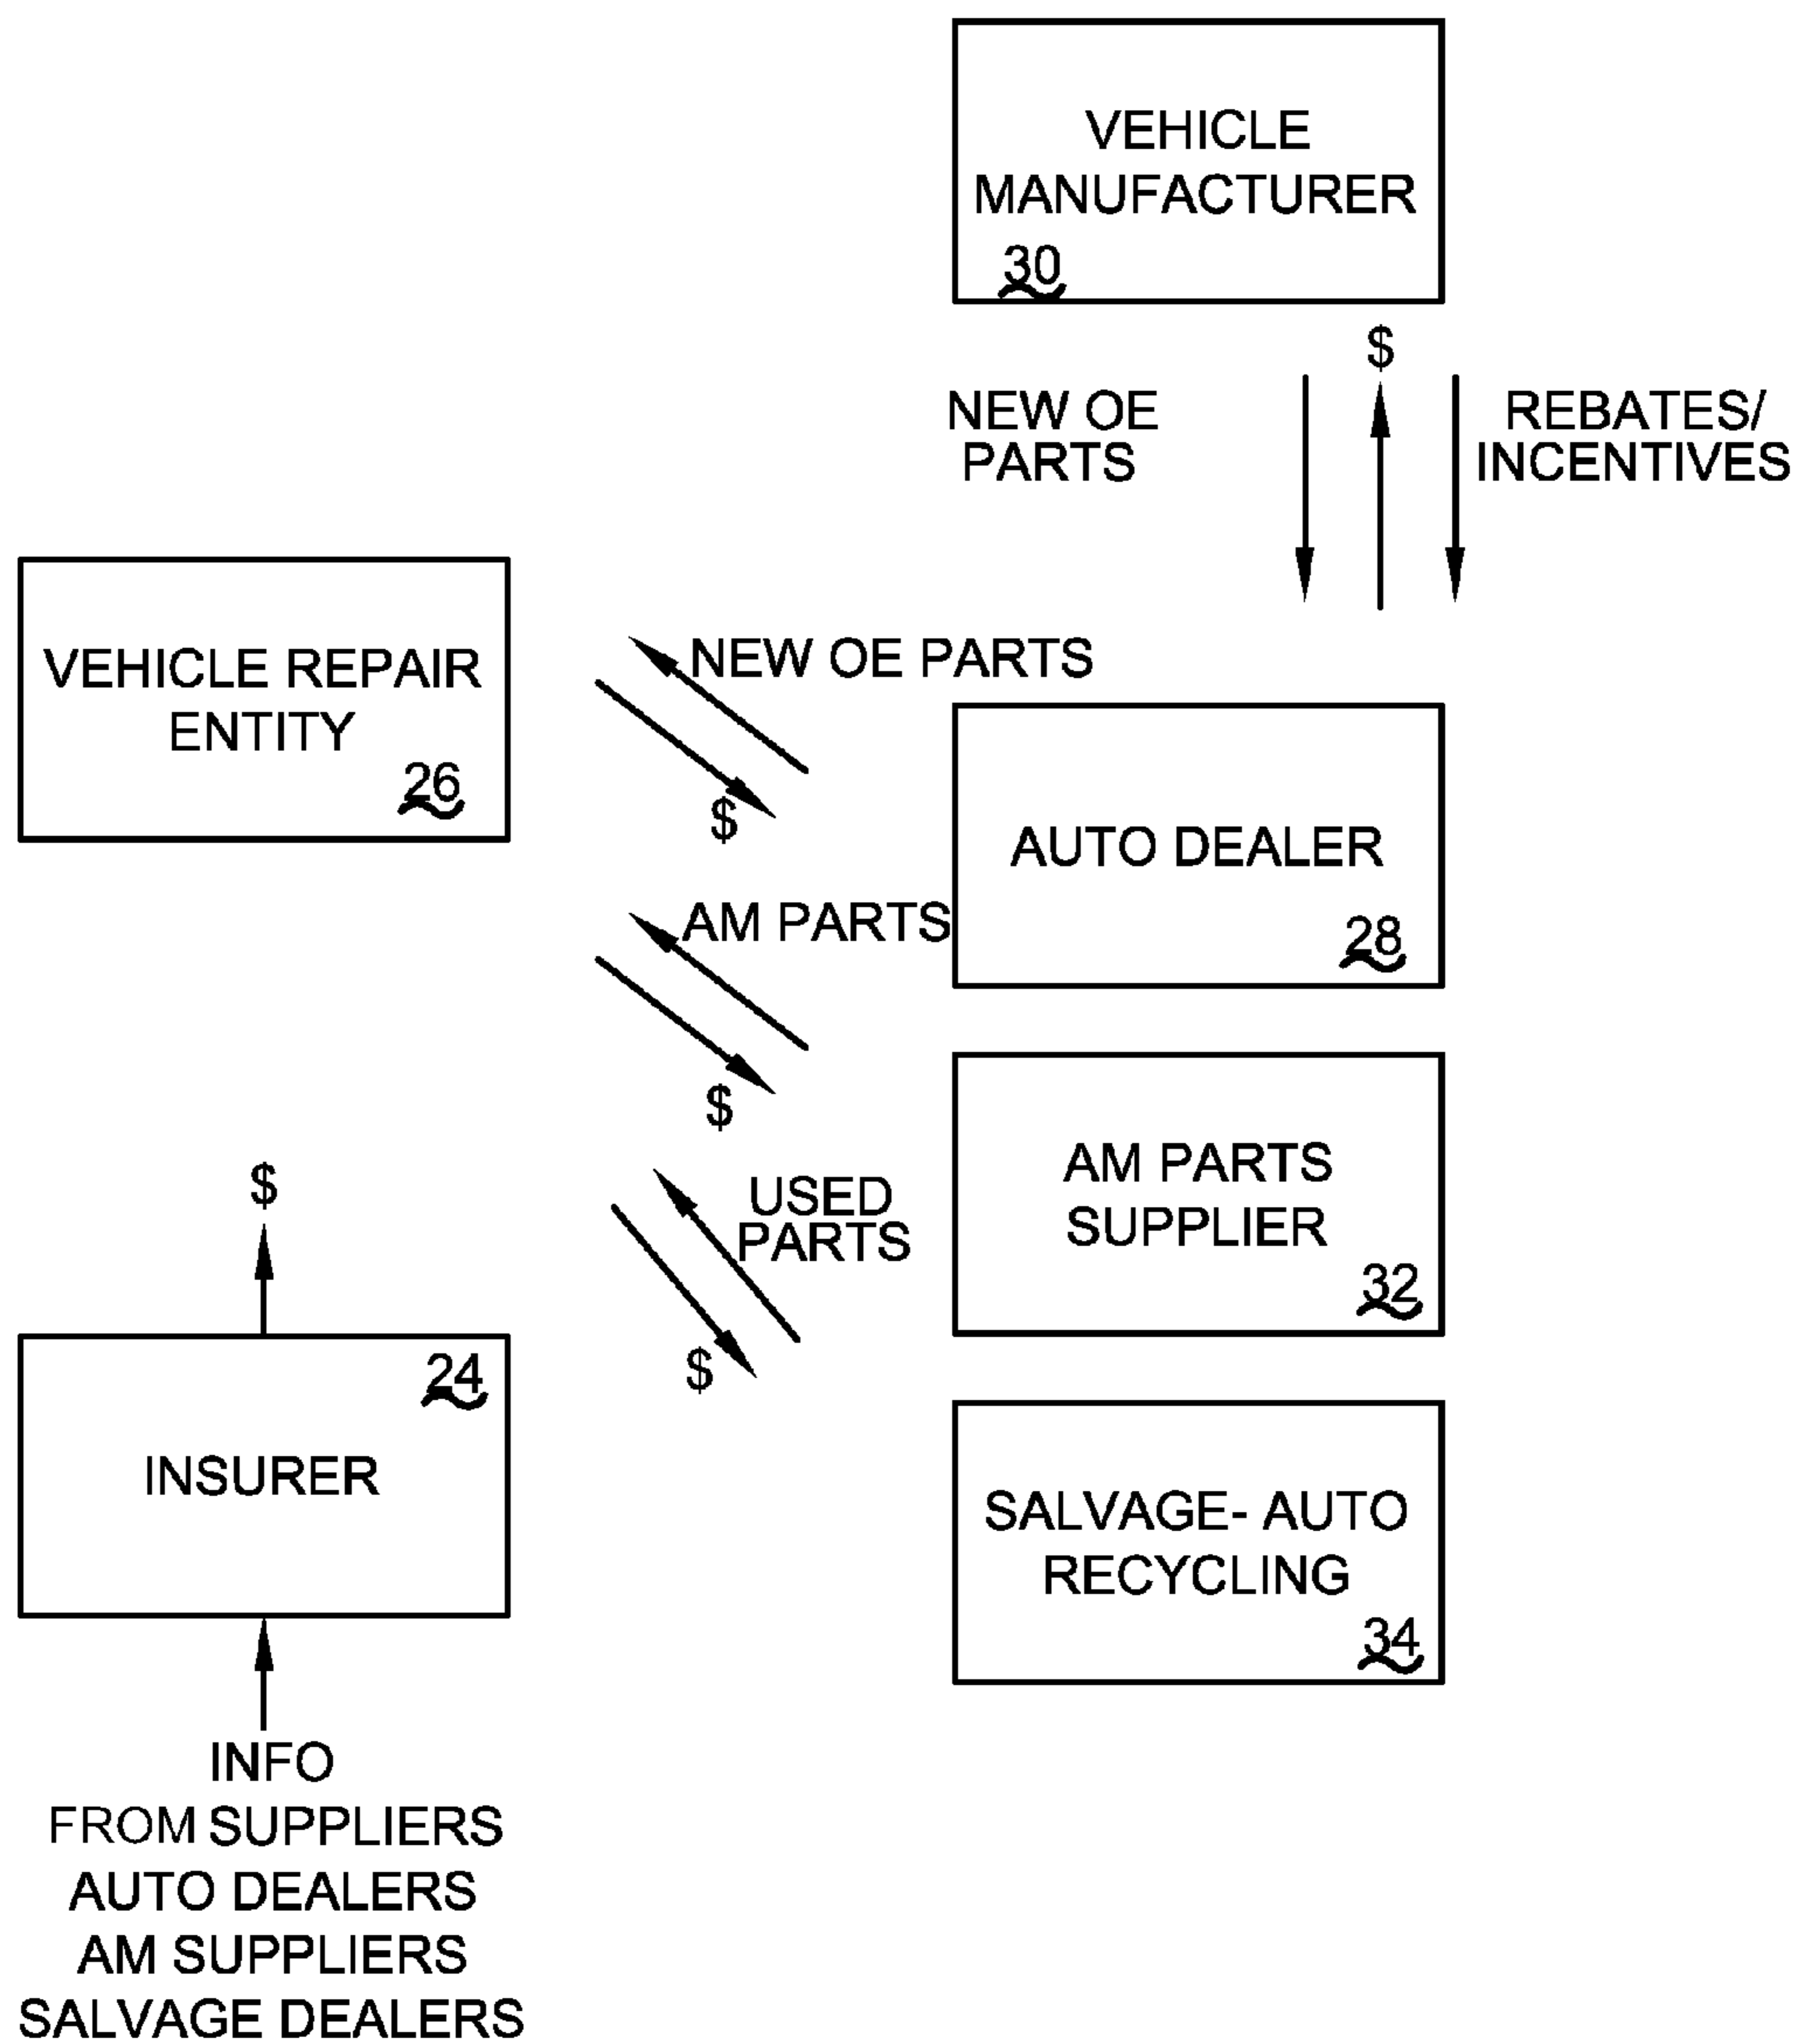 VEHICLE
MANUFACTURER
30
$
NEW OE
PARTS
REBATES/
INCENTIVES
VEHICLE REPAIR
ENTITY
26
NEW OE PARTS
$
AUTO DEALER
28
AM PARTS
$
AM PARTS
SUPPLIER
32
USED
PARTS
$
$
INSURER
24
SALVAGE- AUTO
RECYCLING
34
INFO
FROM SUPPLIERS
AUTO DEALERS
AM SUPPLIERS
SALVAGE DEALERS